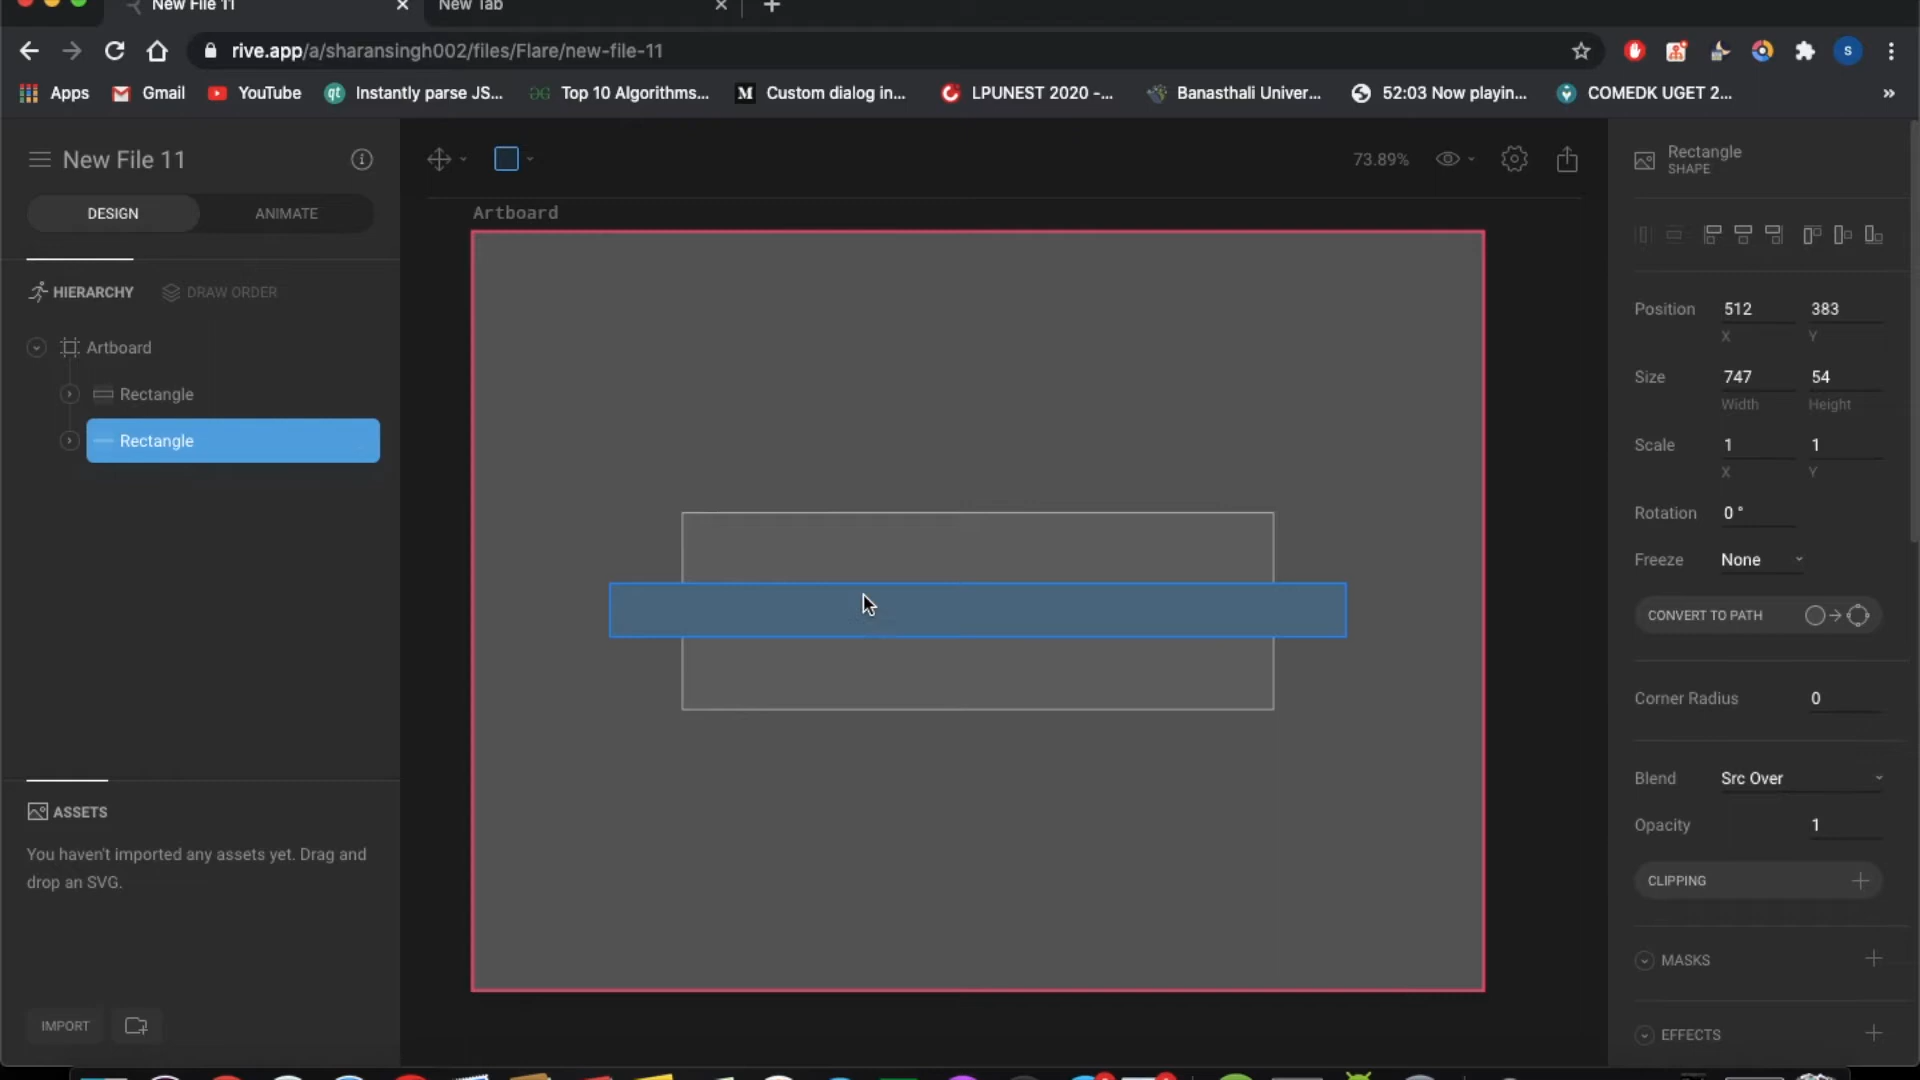 New File 11
New Tab
rive.app/a/sharansingh002/files/Flare/new-file-11
S
Apps
Gmail
YouTube
qt
Instantly parse JS...
Top 10 Algorithms...
M
Custom dialog in...
LPUNEST 2020 -...
Banasthali Univer...
52:03 Now playin...
COMEDK UGET 2...
»
New File 11
DESIGN
ANIMATE
HIERARCHY
DRAW ORDER
Artboard
Rectangle
Rectangle
ASSETS
You haven't imported any assets yet. Drag and
drop an SVG.
IMPORT
73.89%
Artboard
Rectangle
SHAPE
Position 512 383
X Y
Size 747 54
Width Height
Scale 1 1
X Y
Rotation 0 °
Freeze None
CONVERT TO PATH
Corner Radius 0
Blend Src Over
Opacity 1
CLIPPING
MASKS
EFFECTS